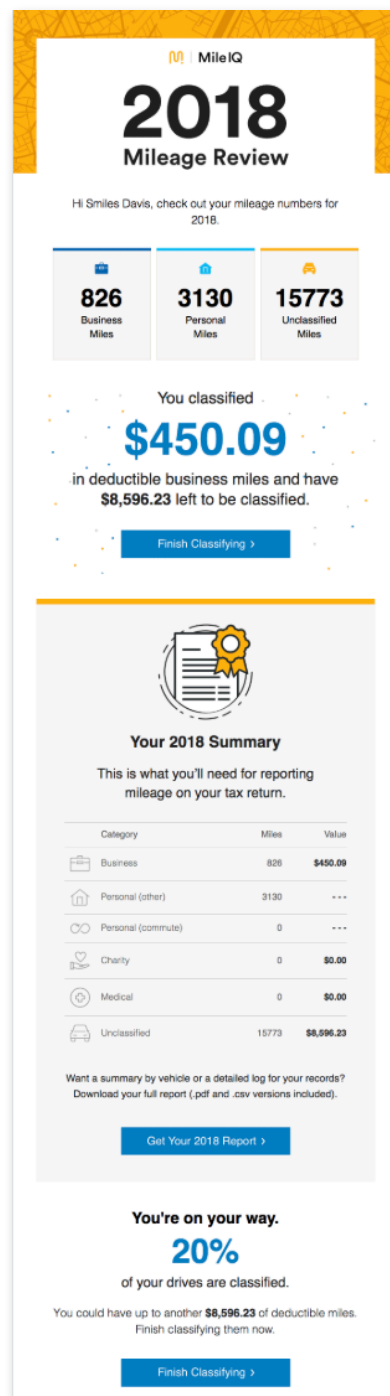 MileIQ
2018
Mileage Review
Hi Smiles Davis, check out your mileage numbers for
2018.
826
Business
Miles
3130
Personal
Miles
15773
Unclassified
Miles
You classified
$450.09
in deductible business miles and have
$8,596.23 left to be classified.
Finish Classifying ›
Your 2018 Summary
This is what you'll need for reporting
mileage on your tax return.
Category Miles Value
Business 826 $450.09
Personal (other) 3130 ---
Personal (commute) 0 ---
Charity 0 $0.00
Medical 0 $0.00
Unclassified 15773 $8,596.23
Want a summary by vehicle or a detailed log for your records?
Download your full report (.pdf and .csv versions included).
Get Your 2018 Report ›
You're on your way.
20%
of your drives are classified.
You could have up to another $8,596.23 of deductible miles.
Finish classifying them now.
Finish Classifying ›